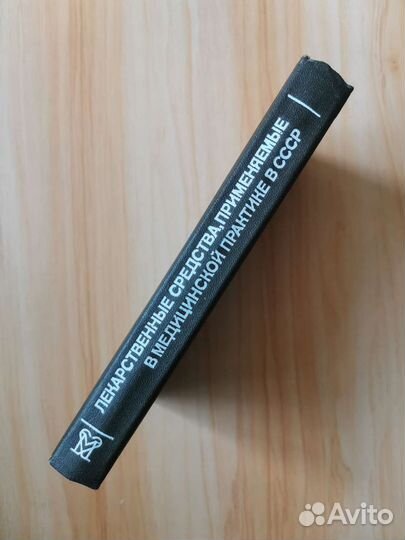 ЛЕКАРСТВЕННЫЕ СРЕДСТВА, ПРИМЕНЯЕМЫЕ
В МЕДИЦИНСКОЙ ПРАКТИКЕ В СССР
Avito